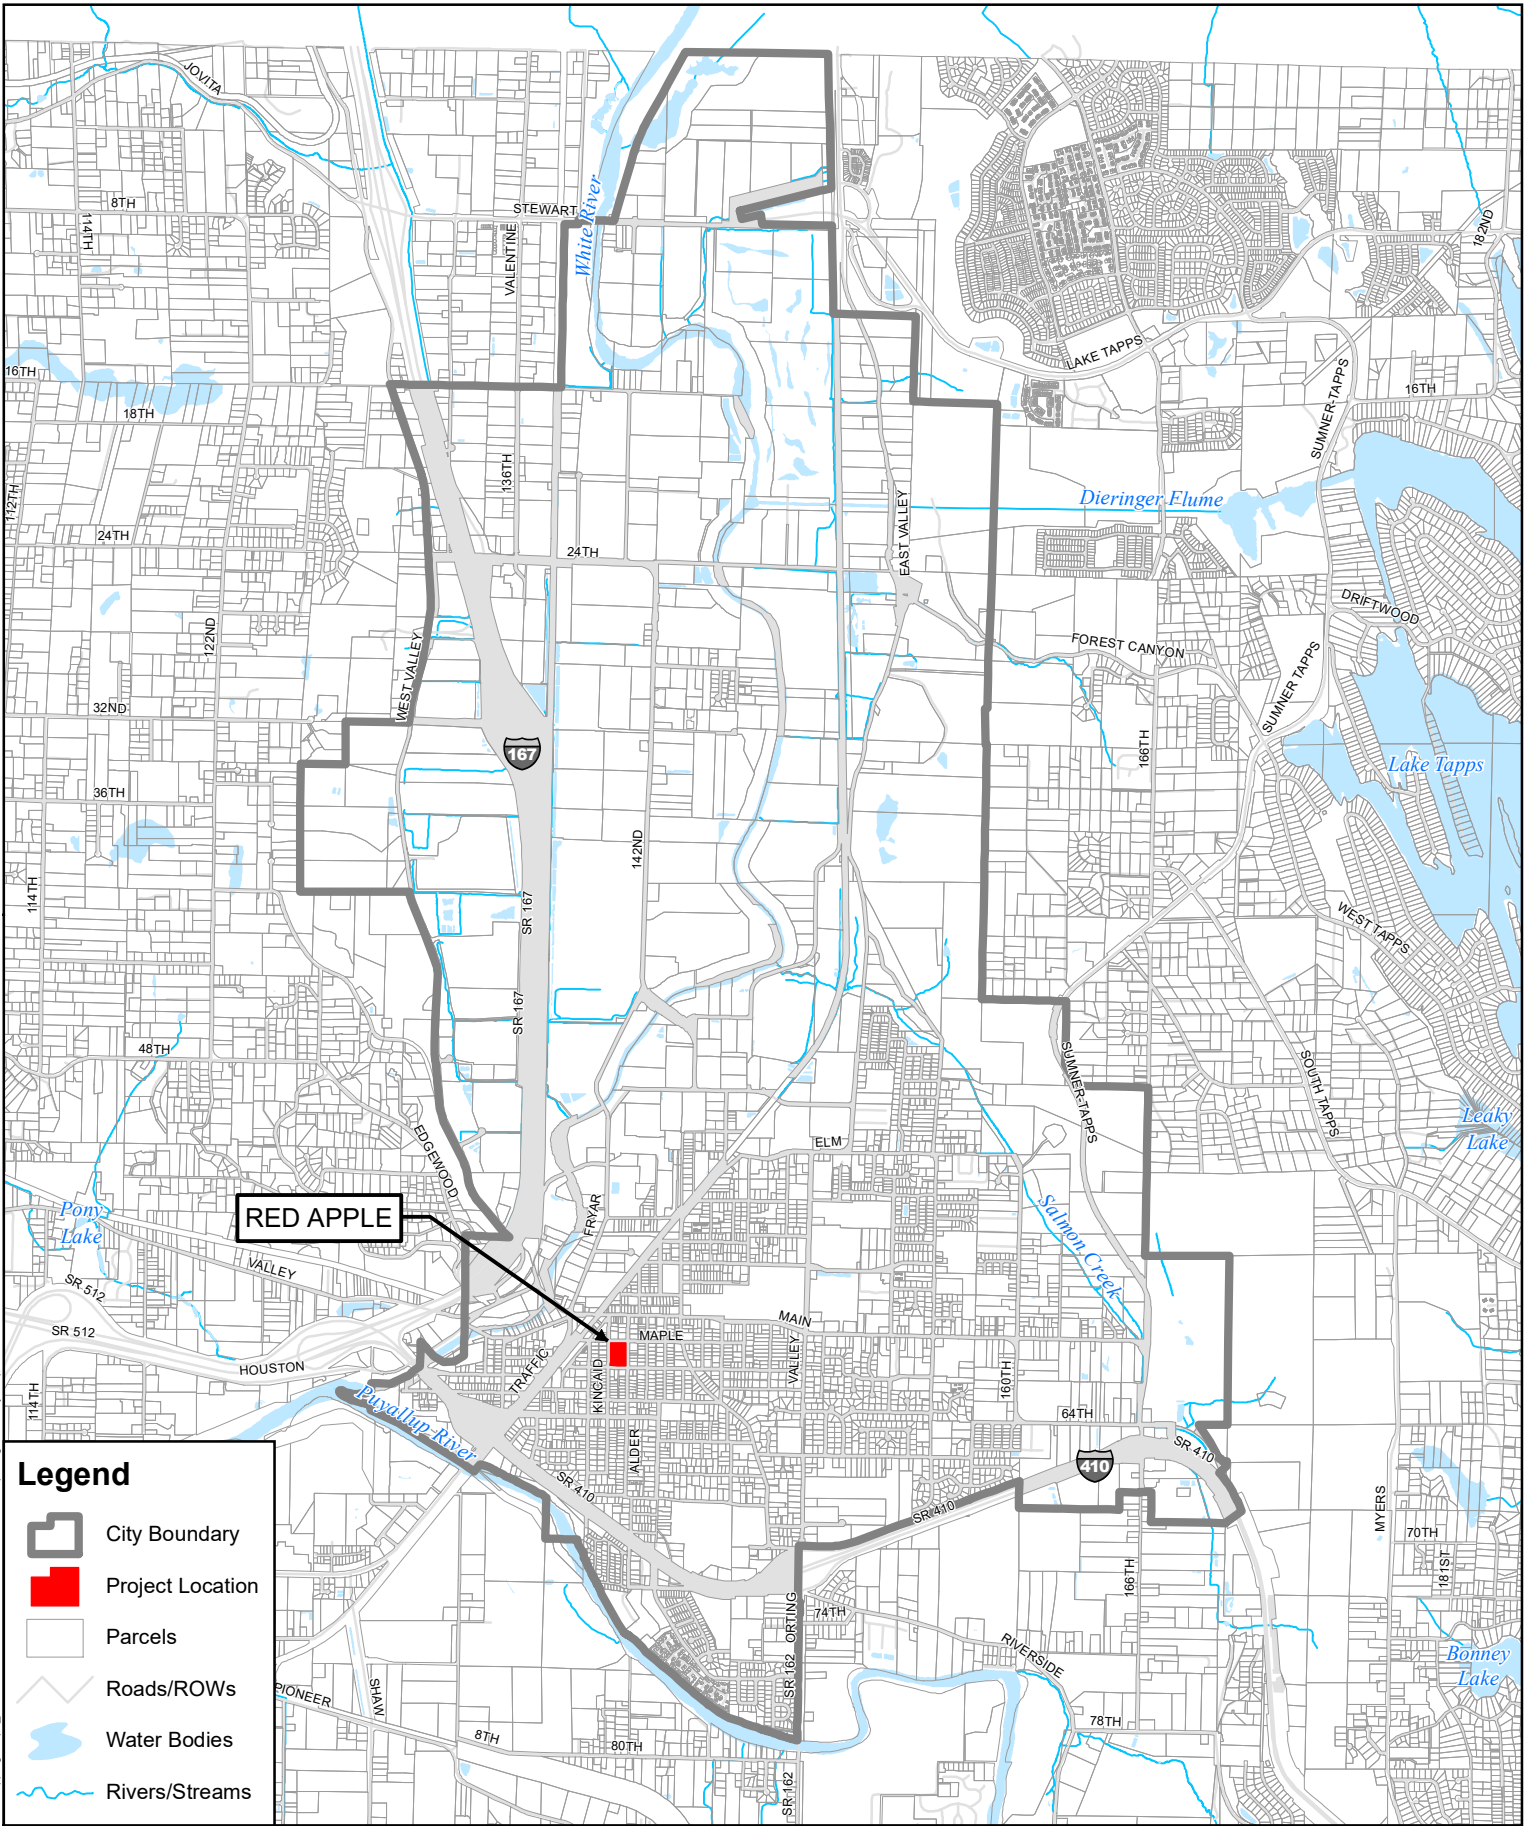 JOVITA
8TH
114TH
STEWART
VALENTINE
White River
182ND
LAKE TAPPS
16TH
18TH
SUMNER-TAPPS
16TH
112TH
136TH
24TH
24TH
EAST VALLEY
Dieringer Flume
DRIFTWOOD
122ND
WEST VALLEY
FOREST CANYON
SUMNER TAPPS
32ND
167
166TH
Lake Tapps
36TH
142ND
114TH
SR 167
WEST TAPPS
SR 167
48TH
SUMNER-TAPPS
SOUTH TAPPS
EDGEWOOD
ELM
Leaky
Lake
RED APPLE
Pony
Lake
FRYAR
Salmon Creek
VALLEY
SR 512
SR 512
MAIN
MAPLE
HOUSTON
TRAFFIC
KINCAID
VALLEY
160TH
114TH
Puyallup River
64TH
ALDER
SR 410
410
SR 410
SR 410
MYERS
70TH
181ST
166TH
74TH
SR 162 ORTING
RIVERSIDE
Bonney
Lake
PIONEER
SHAW
8TH
80TH
78TH
SR 162
Legend
City Boundary
Project Location
Parcels
Roads/ROWs
Water Bodies
Rivers/Streams